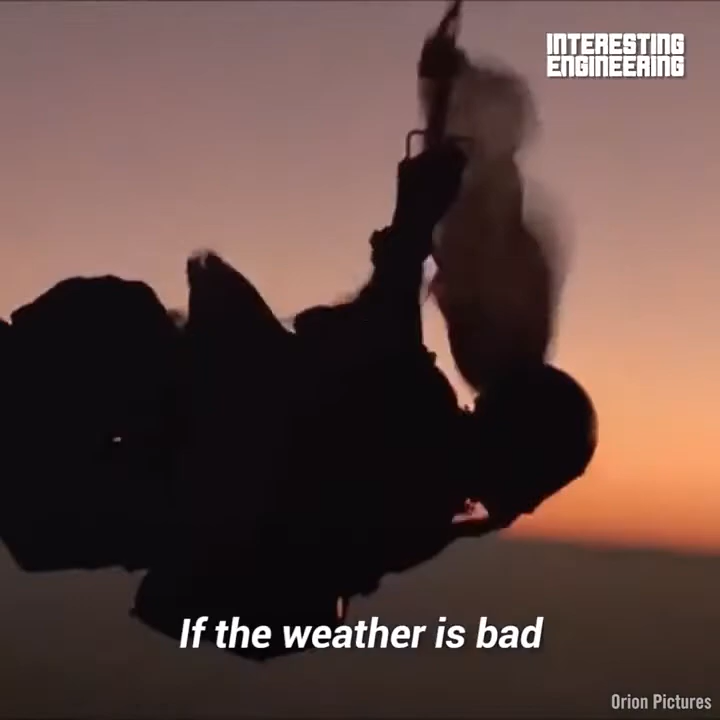 INTERESTING
ENGINEERING
If the weather is bad
Orion Pictures